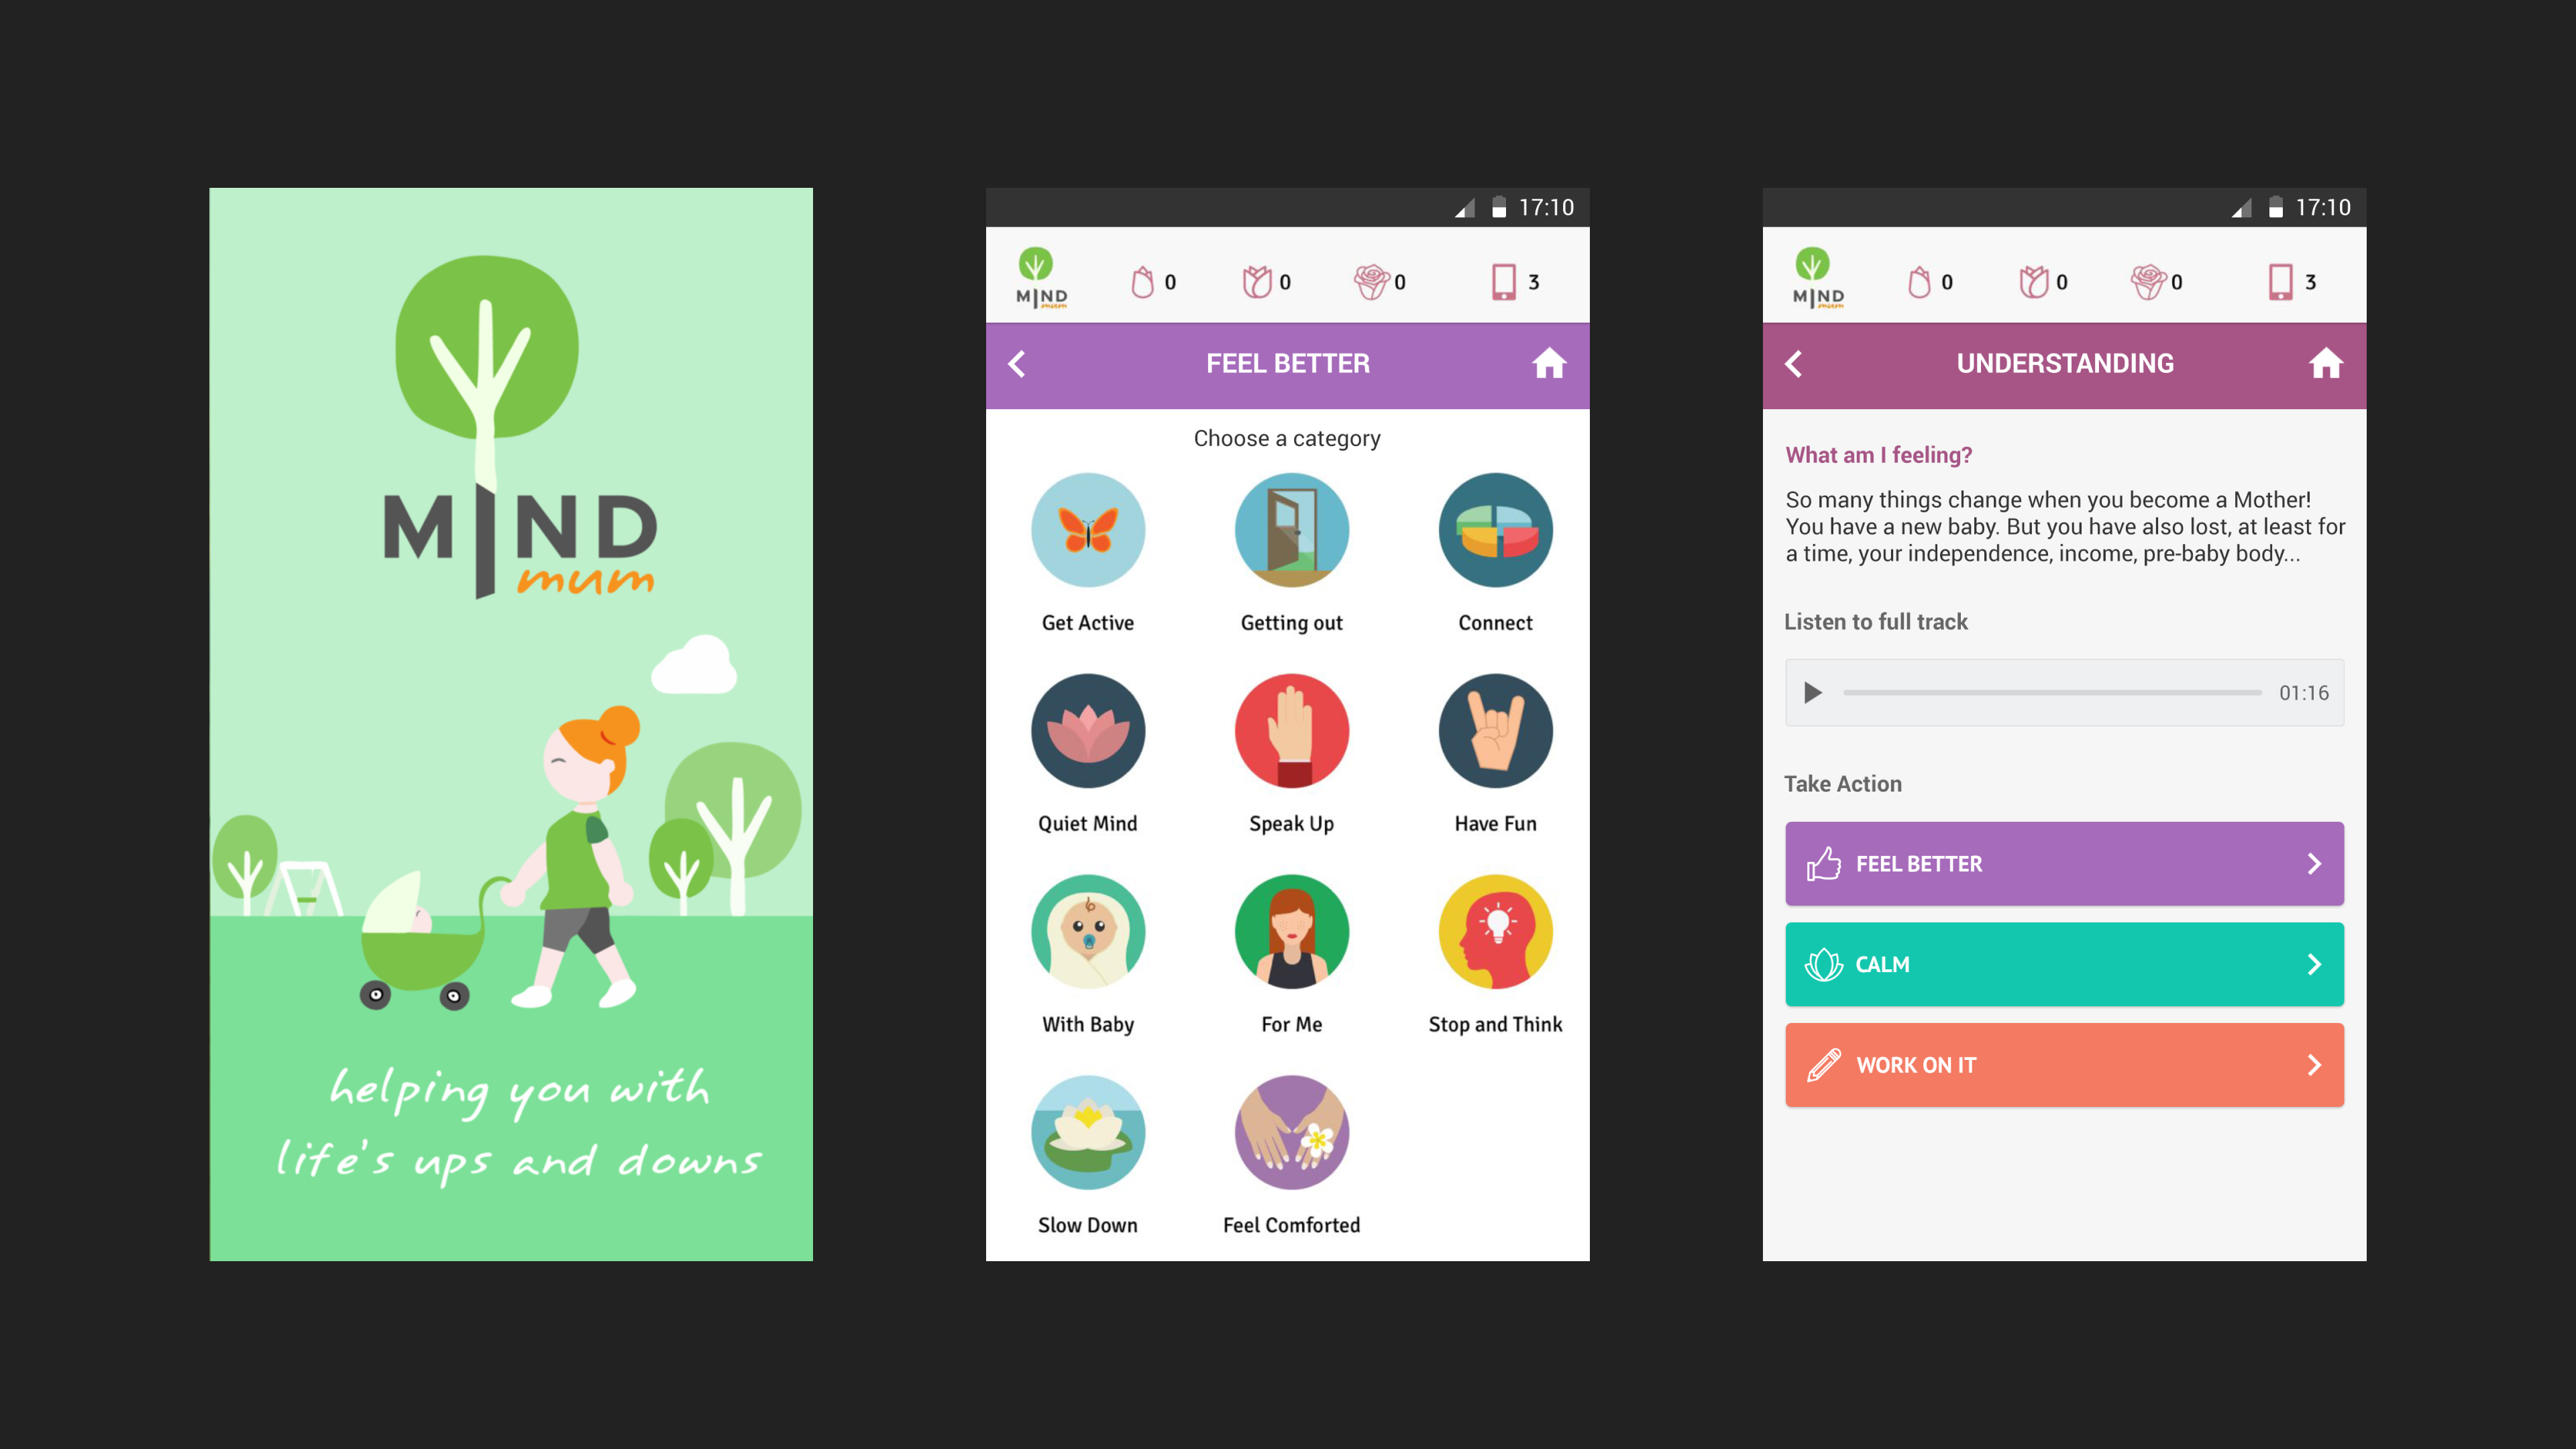 MIND
mum
helping you with
life's ups and downs
17:10
MIND
mum
0
0
0
3
FEEL BETTER
Choose a category
Get Active
Getting out
Connect
Quiet Mind
Speak Up
Have Fun
With Baby
For Me
Stop and Think
Slow Down
Feel Comforted
17:10
MIND
mum
0
0
0
3
UNDERSTANDING
What am I feeling?
So many things change when you become a Mother!
You have a new baby. But you have also lost, at least for
a time, your independence, income, pre-baby body...
Listen to full track
01:16
Take Action
FEEL BETTER
CALM
WORK ON IT